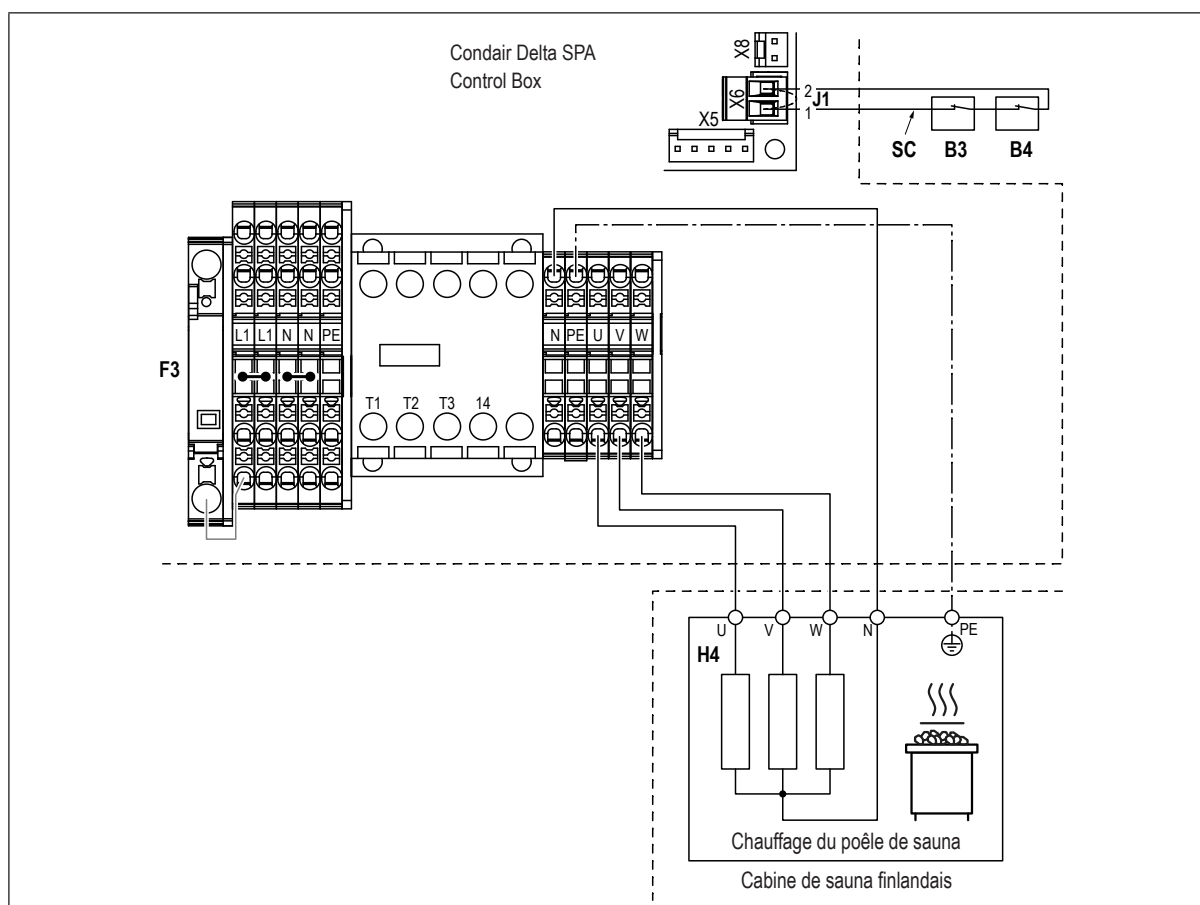 Condair Delta SPA
Control Box
X8
X6
2
J1
1
X5
SC
B3
B4
F3
L1 L1 N N PE
N PE U V W
T1 T2 T3 14
U V W N PE
H4
Chauffage du poêle de sauna
Cabine de sauna finlandais